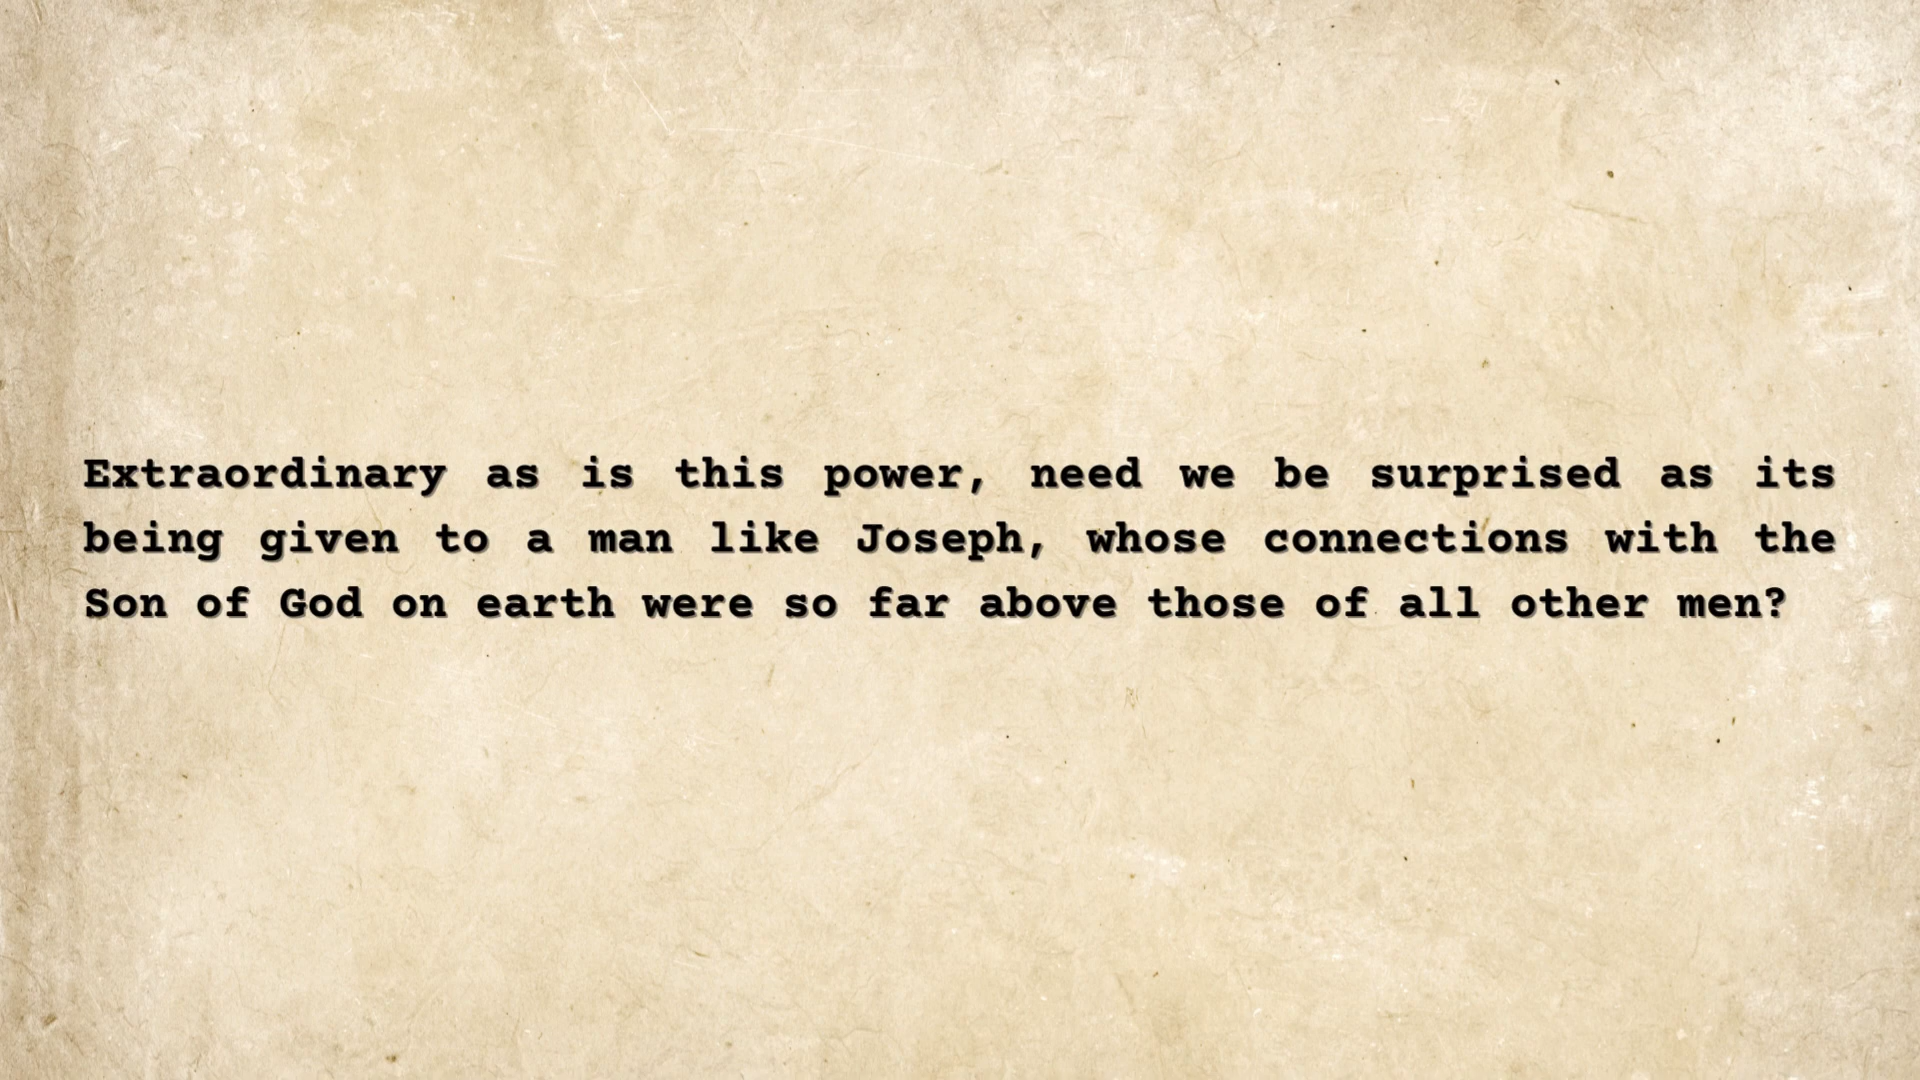 Extraordinary as is this power, need we be surprised as its
being given to a man like Joseph, whose connections with the
Son of God on earth were so far above those of all other men?